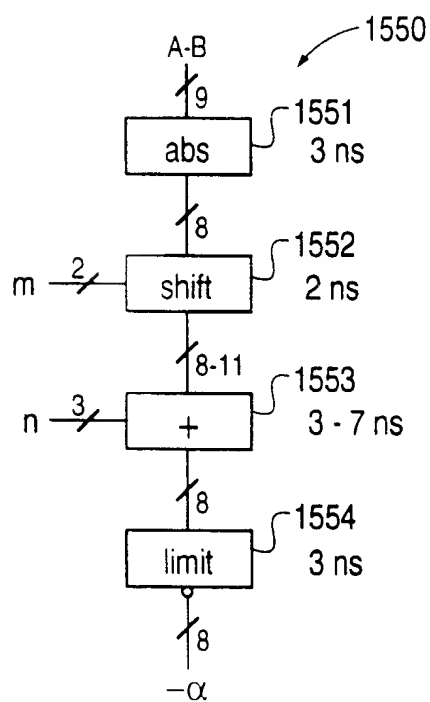 1550
A-B
9
1551
abs
3 ns
8
1552
m
2
shift
2 ns
8-11
1553
n
3
+
3 - 7 ns
8
1554
limit
3 ns
8
-α